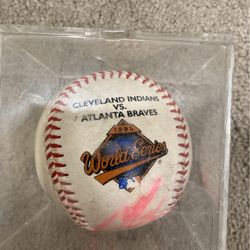 CLEVELAND INDIANS
VS.
ATLANTA BRAVES
1995
World Series